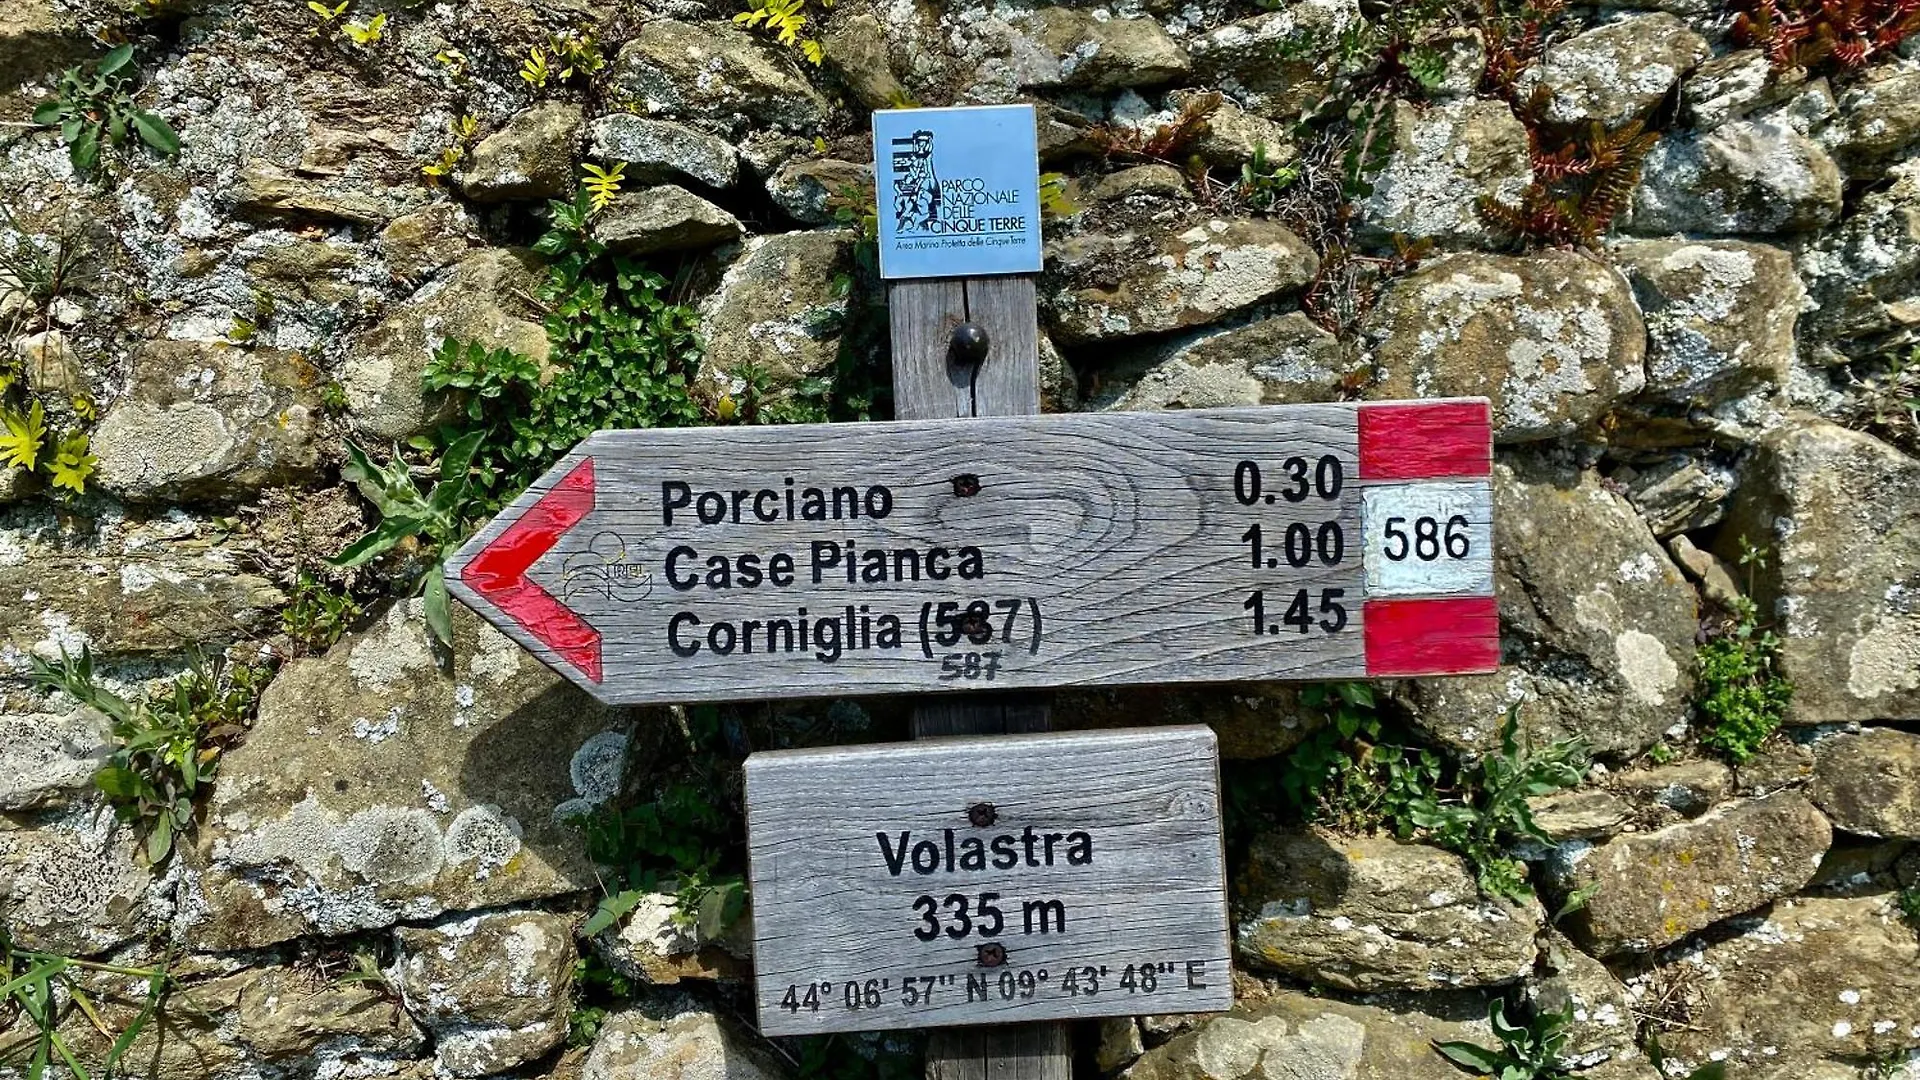 PARCO
NAZIONALE
DELLE
CINQUE TERRE
Area Marina Protetta delle Cinque Terre
Porciano 0.30
Case Pianca 1.00
Corniglia (587) 1.45
587
586
Volastra
335 m
44° 06' 57'' N 09° 43' 48'' E